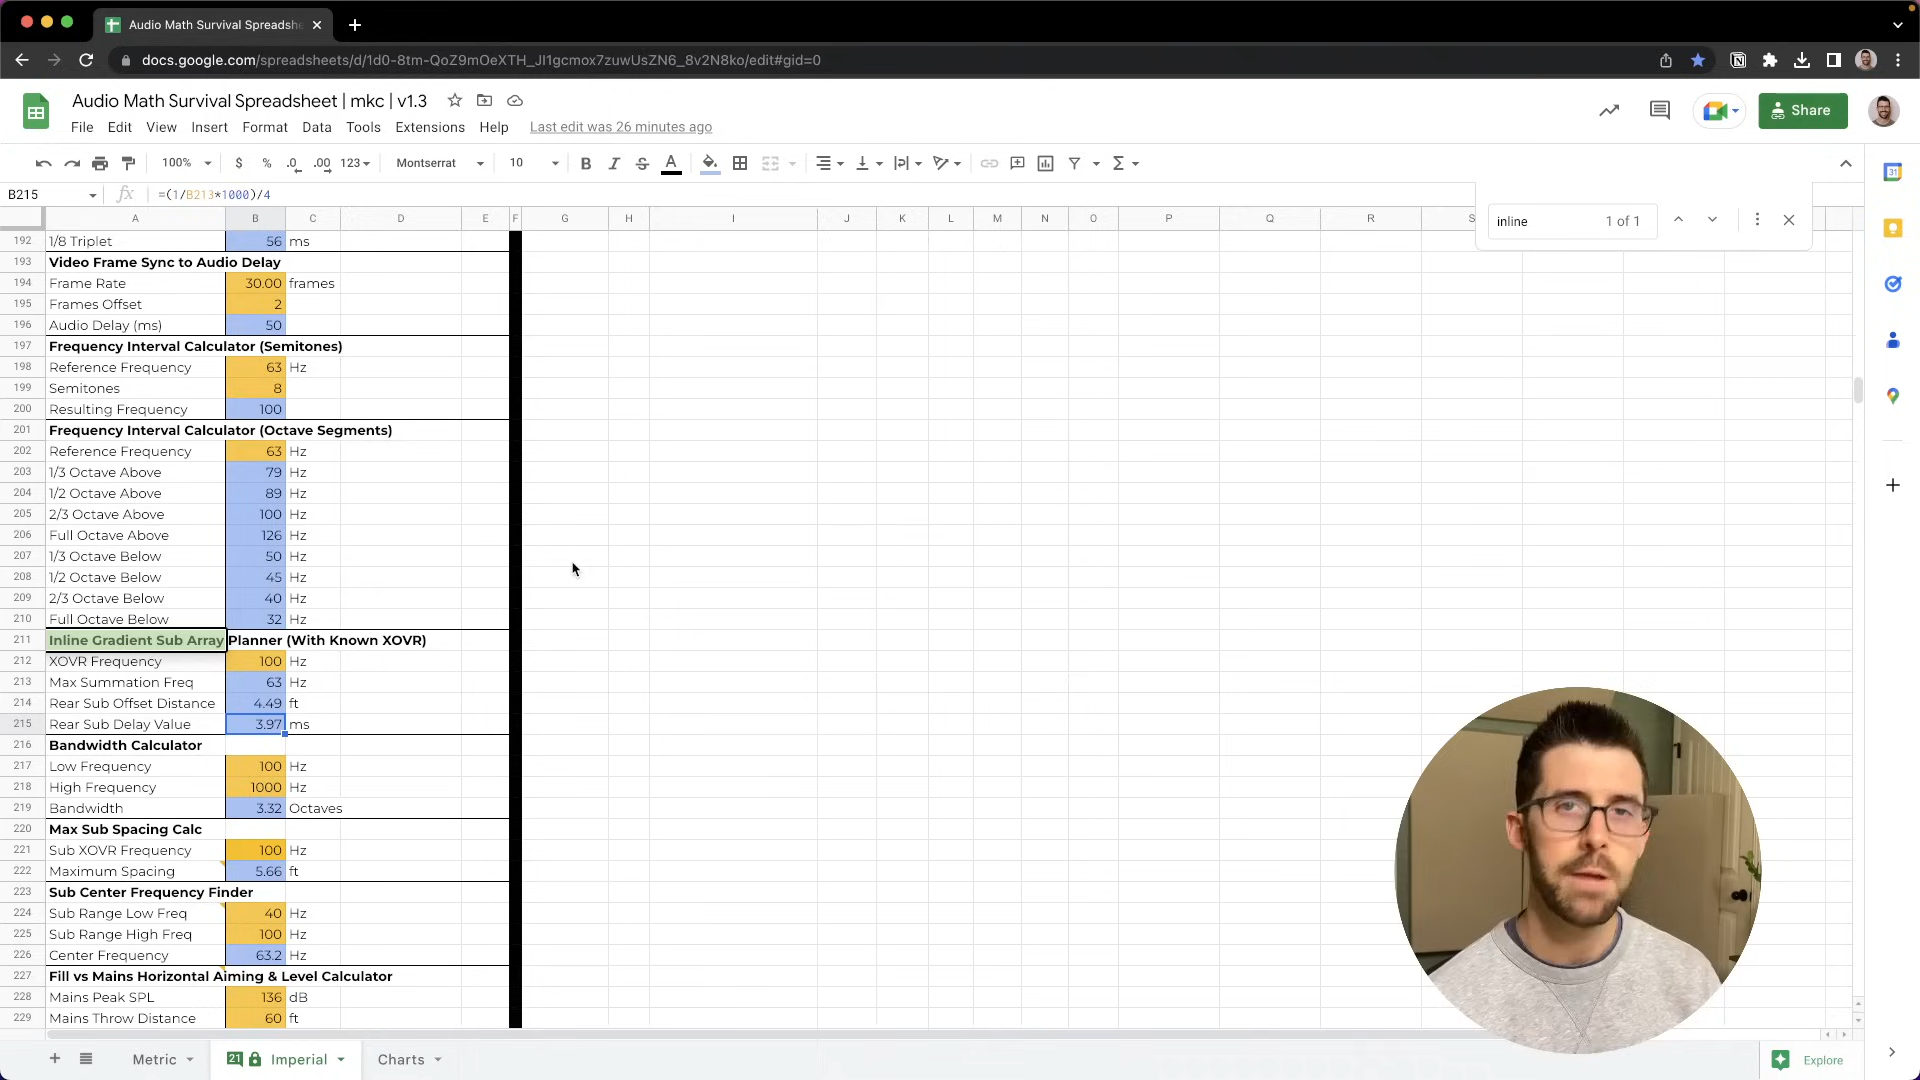 Audio Math Survival Spreadshe
docs.google.com/spreadsheets/d/1d0-8tm-QoZ9mOeXTH_JI1gcmox7zuwUsZN6_8v2N8ko/edit#gid=0
Audio Math Survival Spreadsheet | mkc | v1.3
Share
File Edit View Insert Format Data Tools Extensions Help Last edit was 26 minutes ago
100% $ % .0 .00 123 Montserrat 10 B I S A
B215 fx =(1/B213*1000)/4
inline 1 of 1
A B C D E F G H I J K L M N O P Q R S
192 1/8 Triplet 56 ms
193 Video Frame Sync to Audio Delay
194 Frame Rate 30.00 frames
195 Frames Offset 2
196 Audio Delay (ms) 50
197 Frequency Interval Calculator (Semitones)
198 Reference Frequency 63 Hz
199 Semitones 8
200 Resulting Frequency 100
201 Frequency Interval Calculator (Octave Segments)
202 Reference Frequency 63 Hz
203 1/3 Octave Above 79 Hz
204 1/2 Octave Above 89 Hz
205 2/3 Octave Above 100 Hz
206 Full Octave Above 126 Hz
207 1/3 Octave Below 50 Hz
208 1/2 Octave Below 45 Hz
209 2/3 Octave Below 40 Hz
210 Full Octave Below 32 Hz
211 Inline Gradient Sub Array Planner (With Known XOVR)
212 XOVR Frequency 100 Hz
213 Max Summation Freq 63 Hz
214 Rear Sub Offset Distance 4.49 ft
215 Rear Sub Delay Value 3.97 ms
216 Bandwidth Calculator
217 Low Frequency 100 Hz
218 High Frequency 1000 Hz
219 Bandwidth 3.32 Octaves
220 Max Sub Spacing Calc
221 Sub XOVR Frequency 100 Hz
222 Maximum Spacing 5.66 ft
223 Sub Center Frequency Finder
224 Sub Range Low Freq 40 Hz
225 Sub Range High Freq 100 Hz
226 Center Frequency 63.2 Hz
227 Fill vs Mains Horizontal Aiming & Level Calculator
228 Mains Peak SPL 136 dB
229 Mains Throw Distance 60 ft
Metric 21 Imperial Charts Explore
31